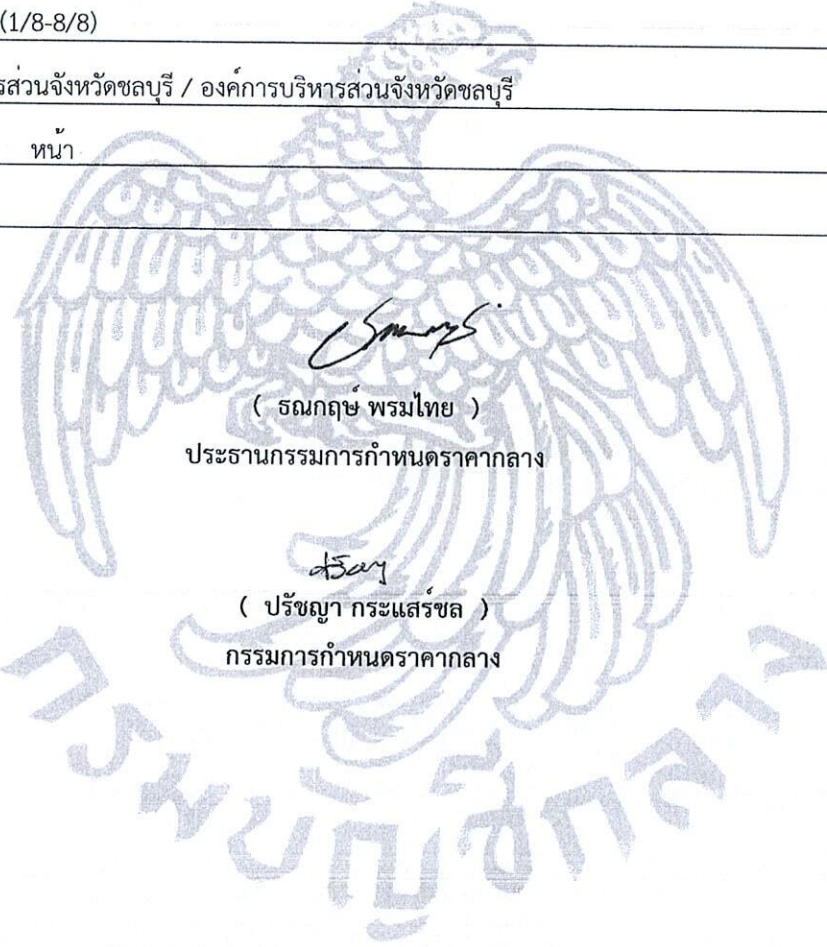 (1/8-8/8)
รส่วนจังหวัดชลบุรี / องค์การบริหารส่วนจังหวัดชลบุรี
หน้า
( ธณกฤษ์ พรมไทย )
ประธานกรรมการกำหนดราคากลาง
( ปรัชญา กระแสร์ชล )
กรรมการกำหนดราคากลาง
กรมบัญชีกลาง